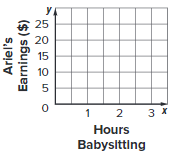 y
Ariel's
Earnings ($)
25
20
15
10
5
0
1 2 3 x
Hours
Babysitting